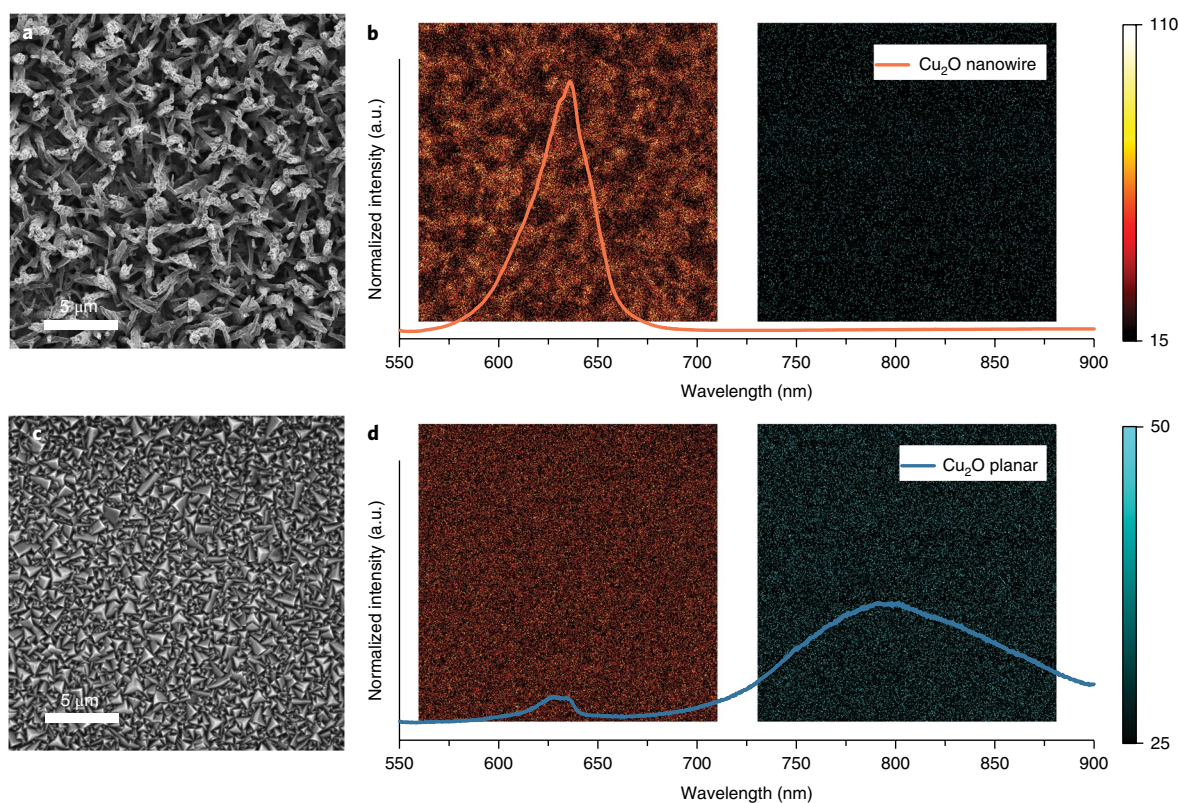 a
5 μm
b
Cu₂O nanowire
Normalized intensity (a.u.)
550 600 650 700 750 800 850 900
Wavelength (nm)
110
15
c
5 μm
d
Cu₂O planar
Normalized intensity (a.u.)
550 600 650 700 750 800 850 900
Wavelength (nm)
50
25